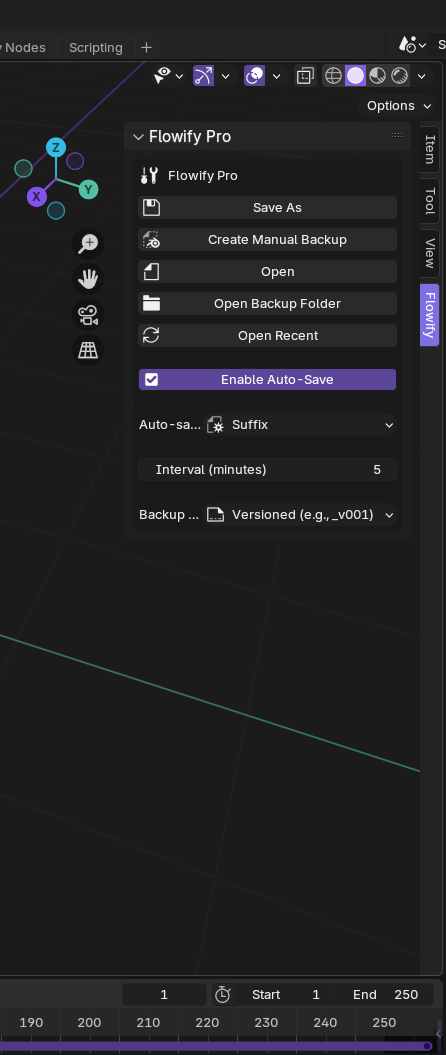 Nodes
Scripting
S
Options
Flowify Pro
Z
Y
X
Flowify Pro
Save As
Create Manual Backup
Open
Open Backup Folder
Open Recent
Enable Auto-Save
Auto-sa... Suffix
Interval (minutes) 5
Backup ... Versioned (e.g., _v001)
Item
Tool
View
Flowify
1 Start 1 End 250
190 200 210 220 230 240 250